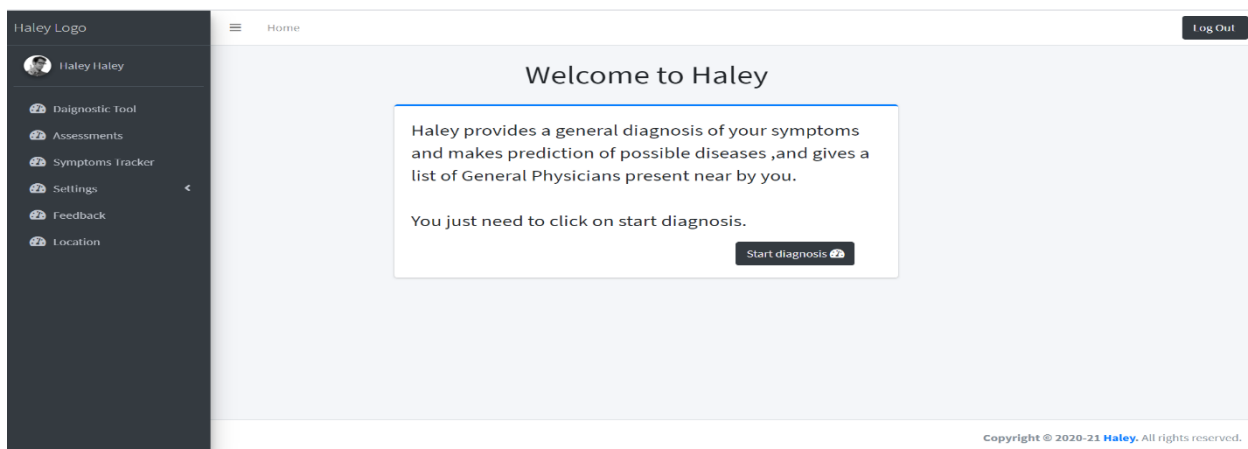 Haley Logo
Home
Log Out
Haley Haley
Daignostic Tool
Assessments
Symptoms Tracker
Settings
Feedback
Location
Welcome to Haley
Haley provides a general diagnosis of your symptoms
and makes prediction of possible diseases ,and gives a
list of General Physicians present near by you.
You just need to click on start diagnosis.
Start diagnosis
Copyright © 2020-21 Haley. All rights reserved.